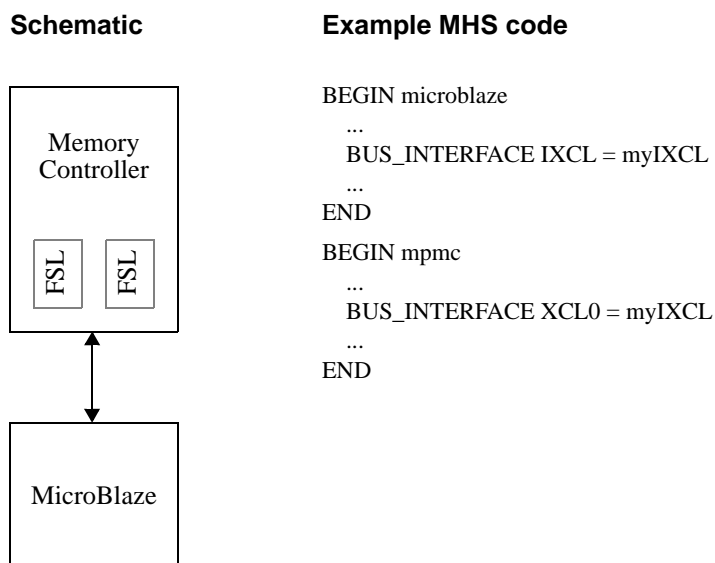 Schematic
Example MHS code
Memory
Controller
FSL
FSL
MicroBlaze
BEGIN microblaze
...
BUS_INTERFACE IXCL = myIXCL
...
END
BEGIN mpmc
...
BUS_INTERFACE XCL0 = myIXCL
...
END